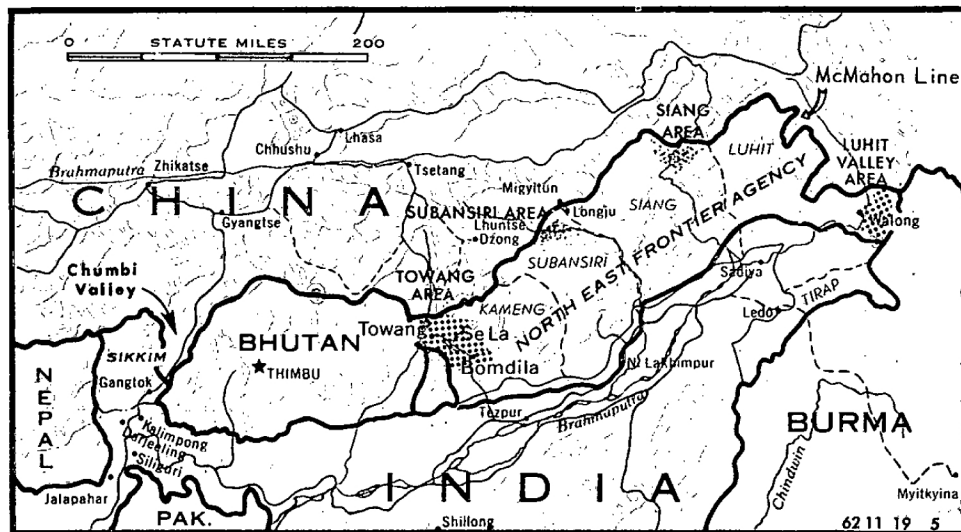 0 STATUTE MILES 200
McMahon Line
SIANG AREA
LUHIT
LUHIT VALLEY AREA
Lhasa
Chhushu
Brahmaputra
Zhikatse
Tsetang
CHINA
Migyitun
SIANG
SUBANSIRI AREA
Longju
Walong
Gyangtse
Lhuntse Dzong
SUBANSIRI
NORTH EAST FRONTIER AGENCY
Sadiya
Chumbi Valley
TOWANG AREA
KAMENG
TIRAP
Ledo
Towang
Se La
BHUTAN
Bomdila
THIMBU
N. Lakhimpur
NEPAL
SIKKIM
Gangtok
Tezpur
Brahmaputra
BURMA
Kalimpong
Darjeeling
Siliguri
INDIA
Chindwin
Jalapahar
Myitkyina
PAK.
Shillong
62 11 19 5